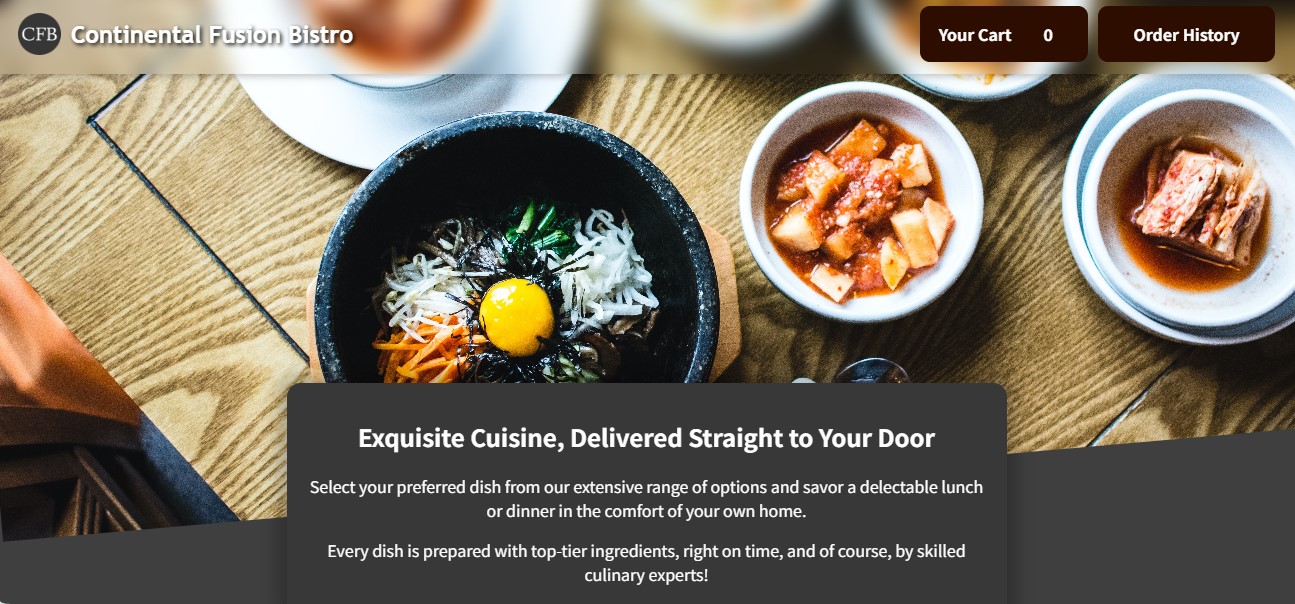 CFB Continental Fusion Bistro
Your Cart 0
Order History
Exquisite Cuisine, Delivered Straight to Your Door
Select your preferred dish from our extensive range of options and savor a delectable lunch
or dinner in the comfort of your own home.
Every dish is prepared with top-tier ingredients, right on time, and of course, by skilled
culinary experts!